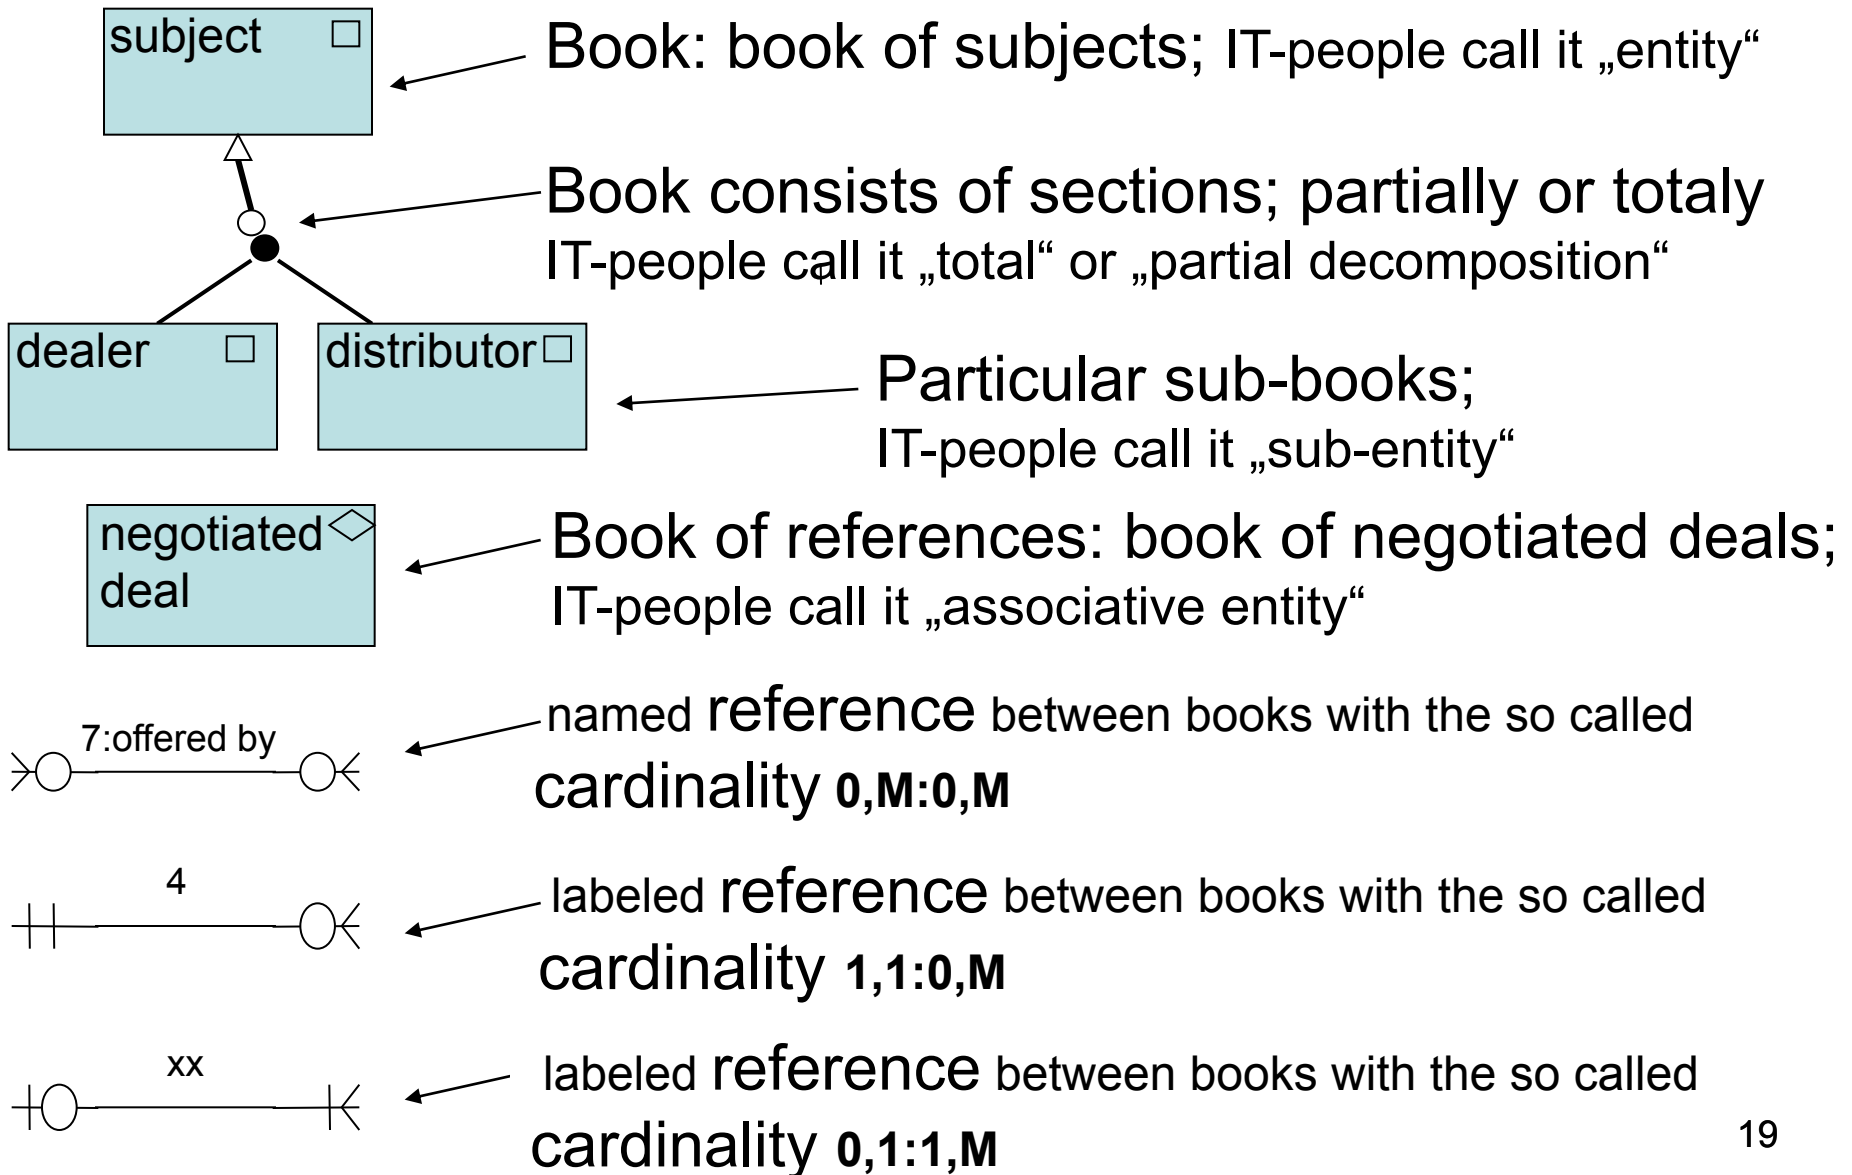 subject
Book: book of subjects; IT-people call it „entity“
Book consists of sections; partially or totaly
IT-people call it „total“ or „partial decomposition“
dealer
distributor
Particular sub-books;
IT-people call it „sub-entity“
negotiated
deal
Book of references: book of negotiated deals;
IT-people call it „associative entity“
7:offered by
named reference between books with the so called
cardinality 0,M:0,M
4
labeled reference between books with the so called
cardinality 1,1:0,M
xx
labeled reference between books with the so called
cardinality 0,1:1,M
19